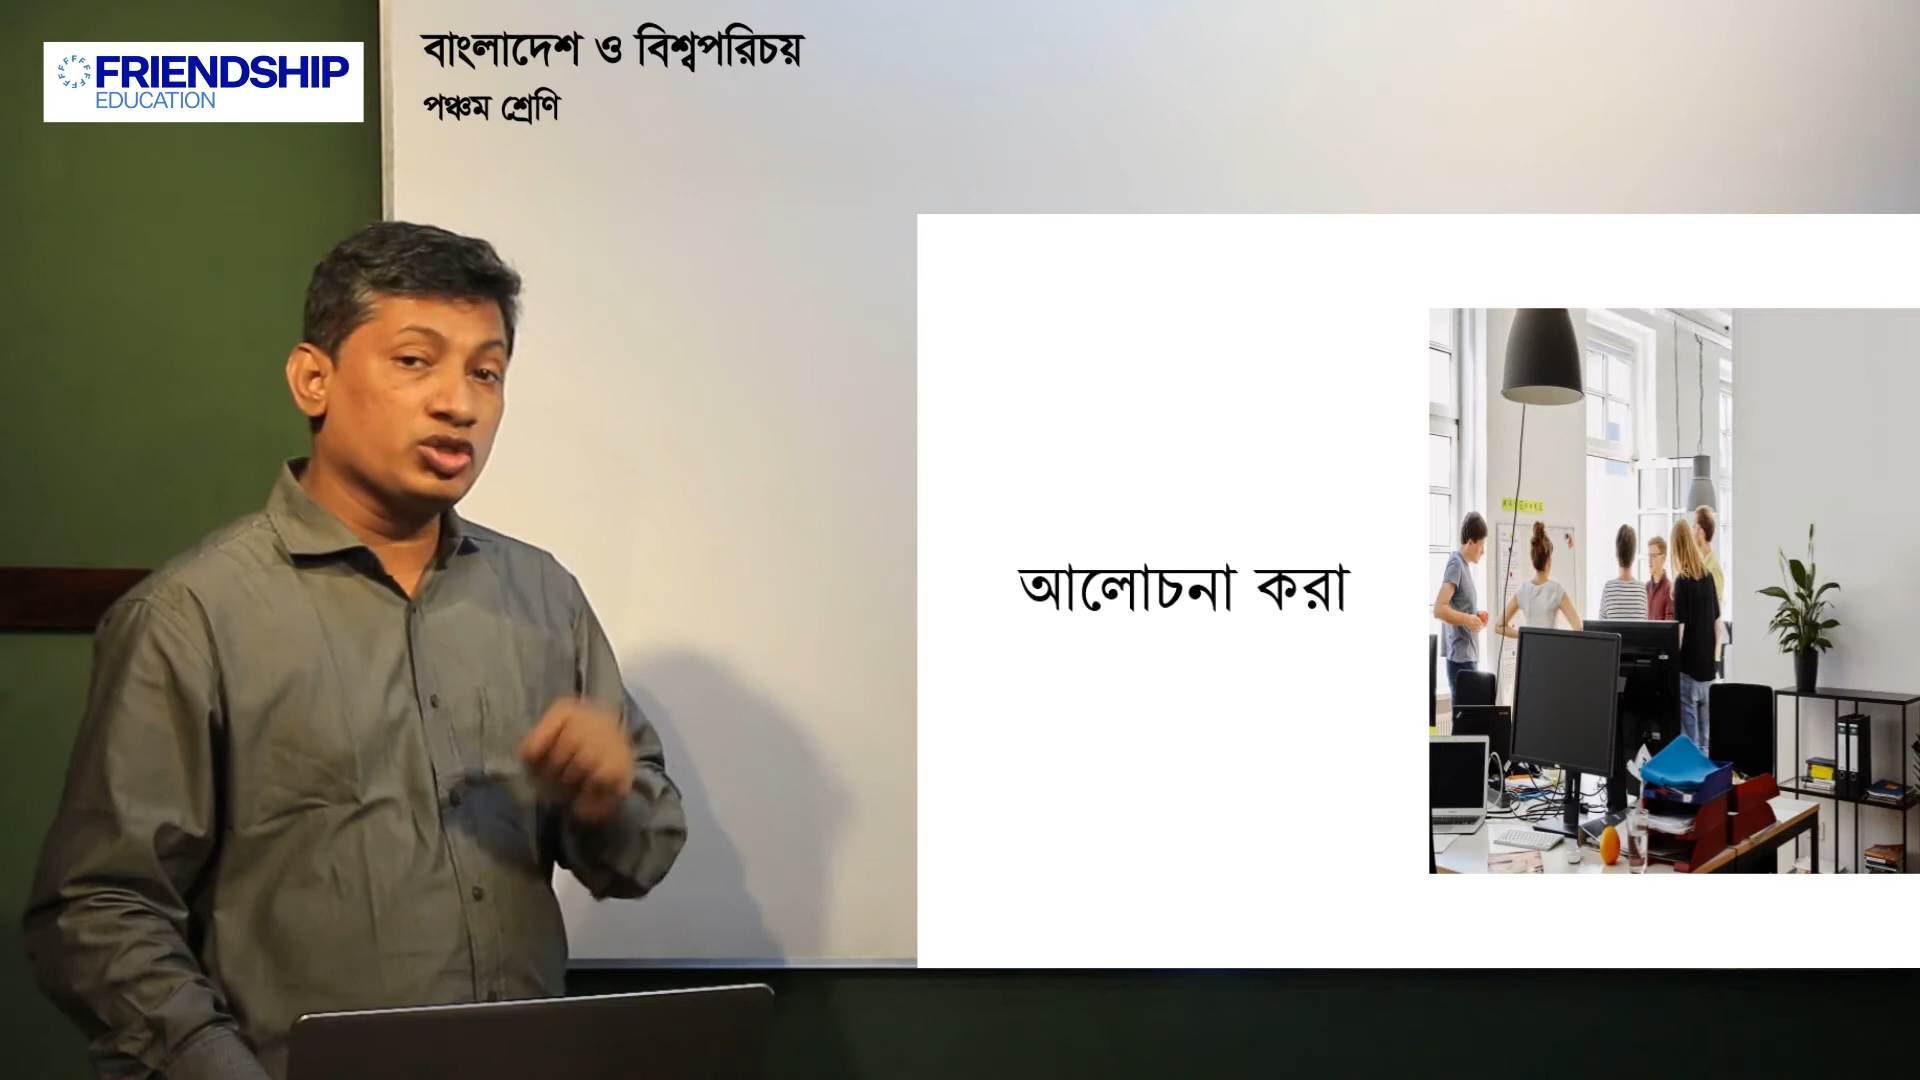 FRIENDSHIP
EDUCATION
বাংলাদেশ ও বিশ্বপরিচয়
পঞ্চম শ্রেণি
আলোচনা করা